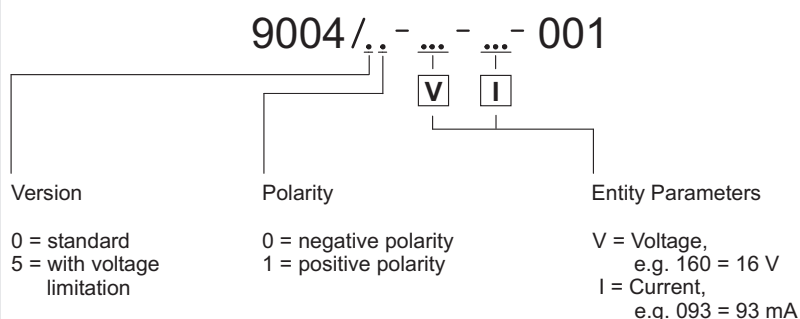 9004/.. - ... - ... - 001
V I
Version
0 = standard
5 = with voltage
limitation
Polarity
0 = negative polarity
1 = positive polarity
Entity Parameters
V = Voltage,
e.g. 160 = 16 V
I = Current,
e.g. 093 = 93 mA